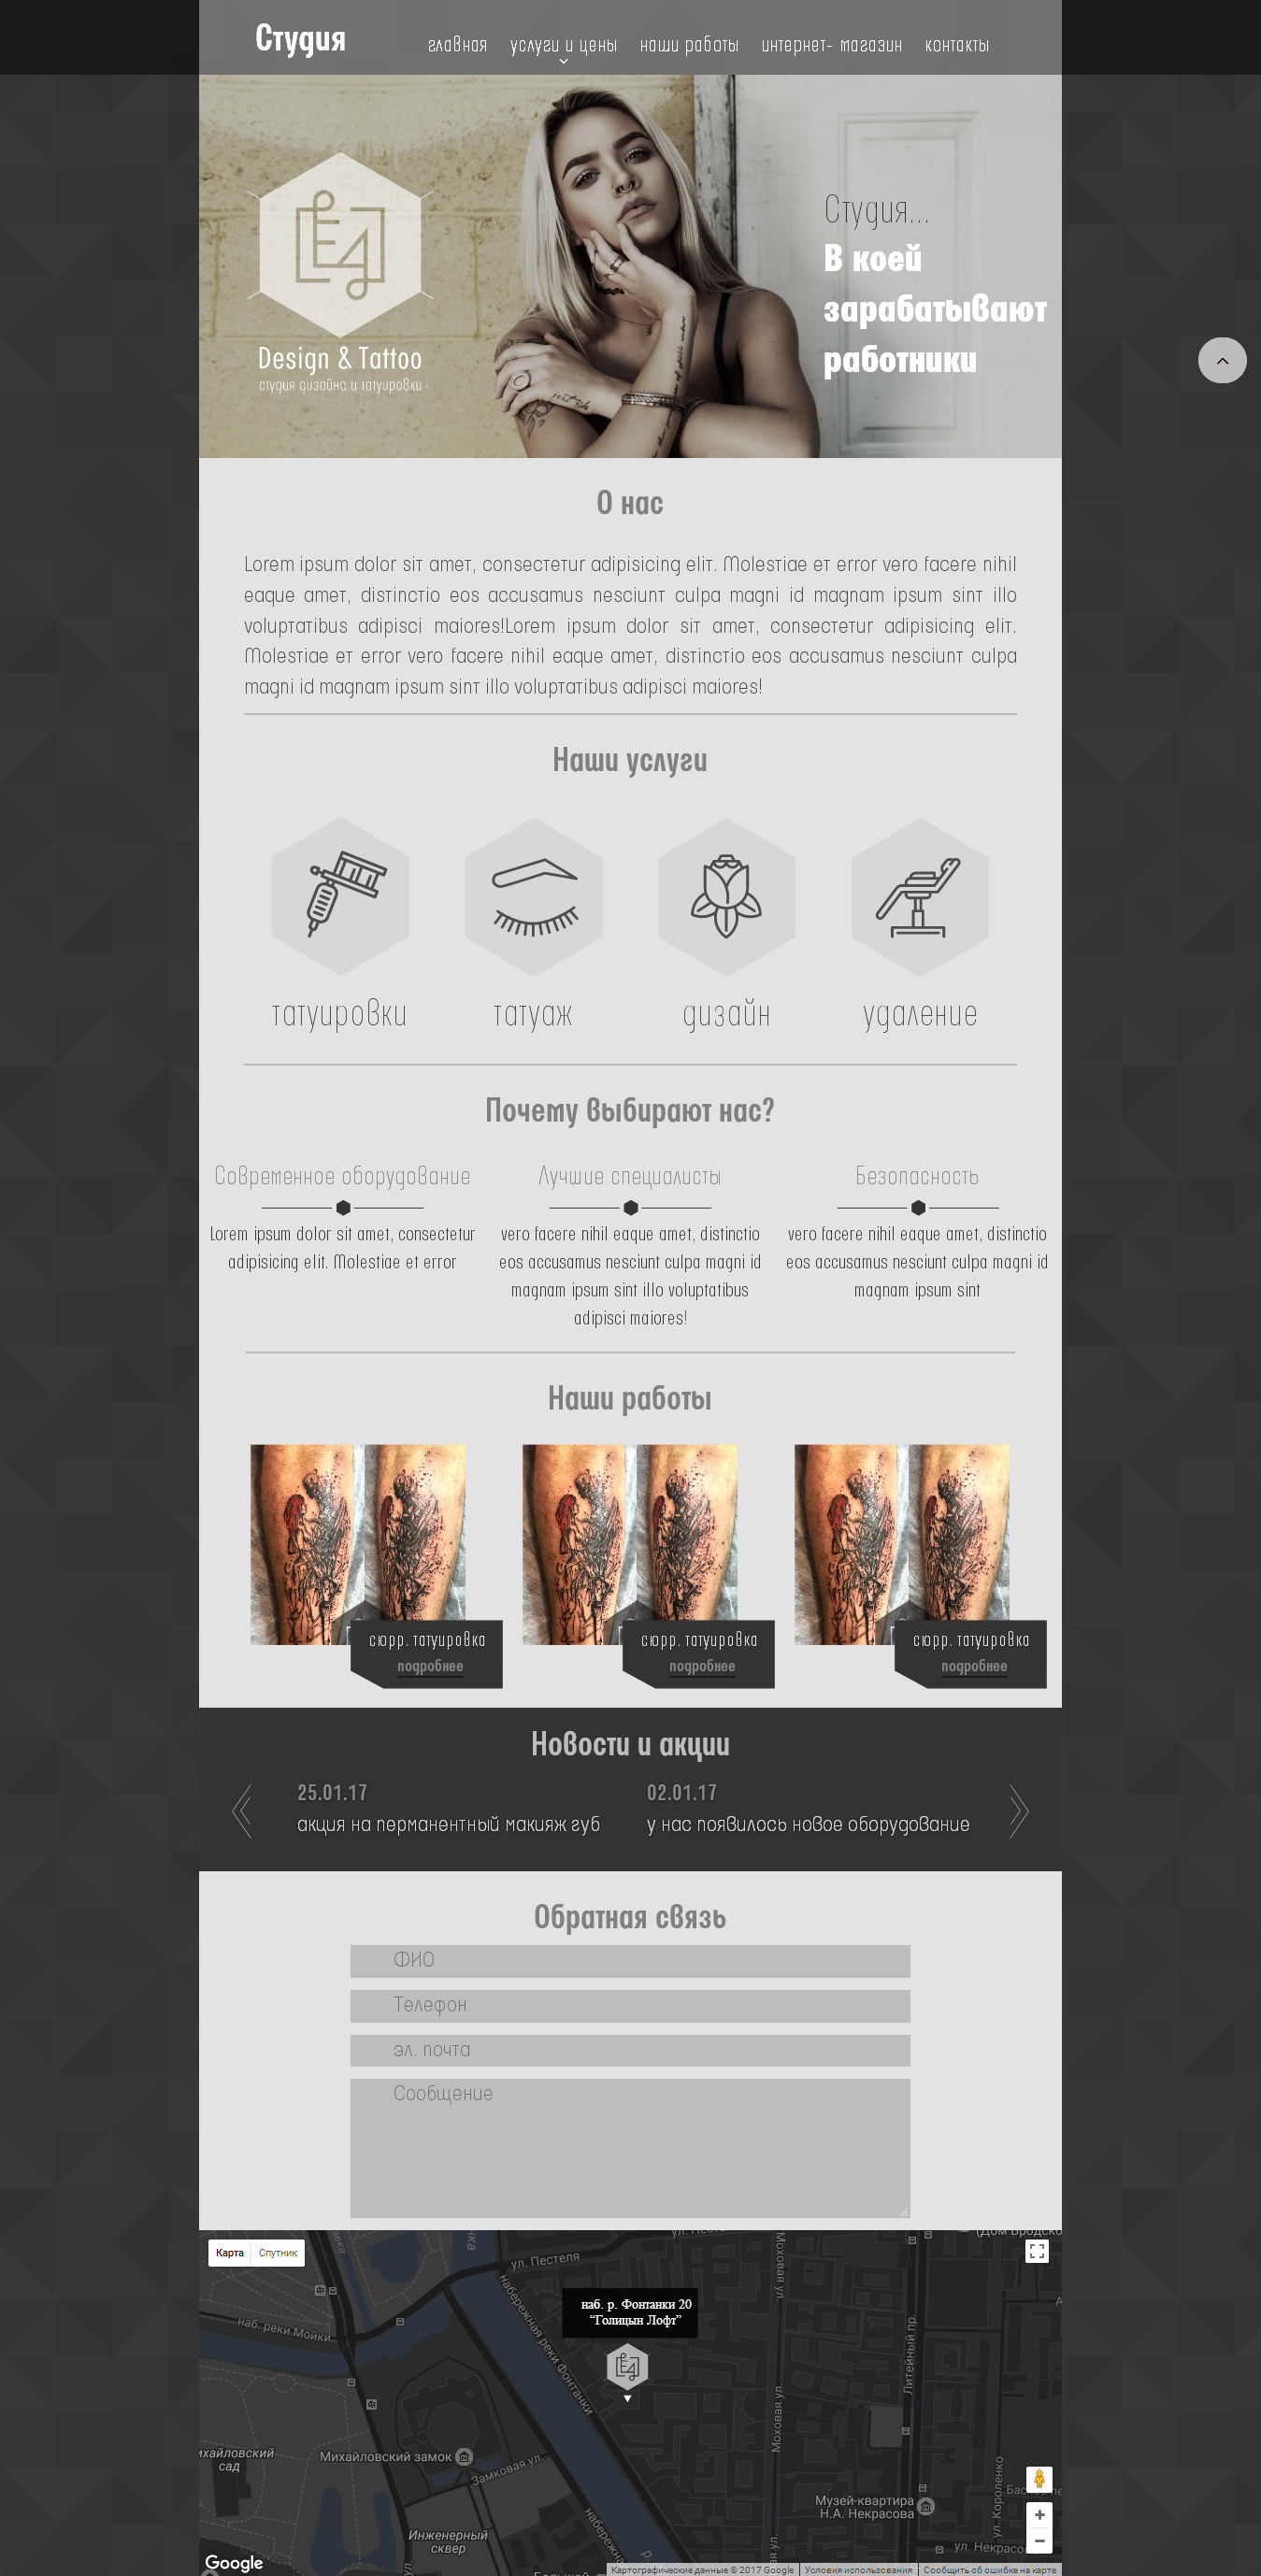 Студия
главная услуги и цены наши работы интернет- магазин контакты
Design & Tattoo
студия дизайна и татуировки
Студия...
В коей
зарабатывают
работники
О нас
Lorem ipsum dolor sit amet, consectetur adipisicing elit. Molestiae et error vero facere nihil
eaque amet, distinctio eos accusamus nesciunt culpa magni id magnam ipsum sint illo
voluptatibus adipisci maiores!Lorem ipsum dolor sit amet, consectetur adipisicing elit.
Molestiae et error vero facere nihil eaque amet, distinctio eos accusamus nesciunt culpa
magni id magnam ipsum sint illo voluptatibus adipisci maiores!
Наши услуги
татуировки татуаж дизайн удаление
Почему выбирают нас?
Современное оборудование
Lorem ipsum dolor sit amet, consectetur
adipisicing elit. Molestiae et error
Лучшие специалисты
vero facere nihil eaque amet, distinctio
eos accusamus nesciunt culpa magni id
magnam ipsum sint illo voluptatibus
adipisci maiores!
Безопасность
vero facere nihil eaque amet, distinctio
eos accusamus nesciunt culpa magni id
magnam ipsum sint
Наши работы
сюрр. татуировка
подробнее
сюрр. татуировка
подробнее
сюрр. татуировка
подробнее
Новости и акции
25.01.17
акция на перманентный макияж губ
02.01.17
у нас появилось новое оборудование
Обратная связь
ФИО
Телефон
эл. почта
Сообщение
Карта Спутник
ул. Пестеля
Моховая ул.
наб. р. Фонтанки 20
“Голицын Лофт”
наб. реки Мойки
набережная реки Фонтанки
Литейный пр.
Моховая ул.
Михайловский замок
Замковая ул.
сад
Музей-квартира
Н.А. Некрасова
ул. Короленко
Инженерный
сквер
ул. Некрасо
Google
Картографические данные © 2017 Google
Условия использования
Сообщить об ошибке на карте